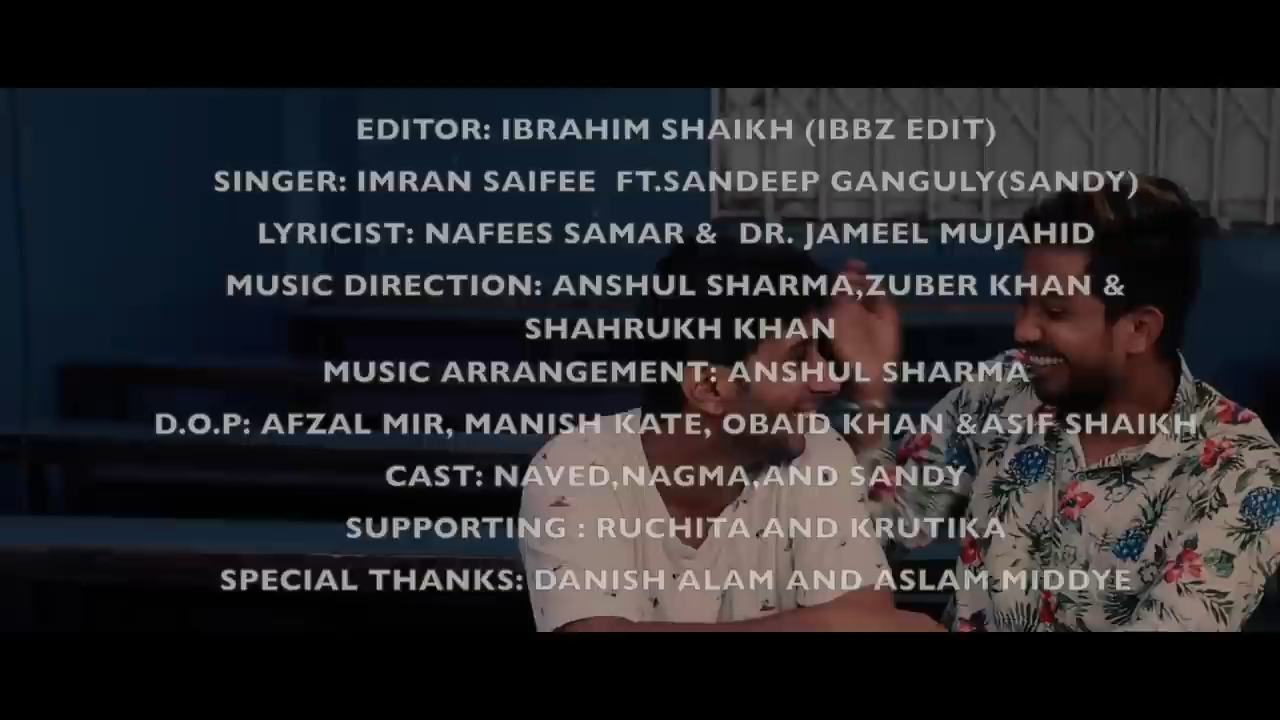 EDITOR: IBRAHIM SHAIKH (IBBZ EDIT)
SINGER: IMRAN SAIFEE  FT.SANDEEP GANGULY(SANDY)
LYRICIST: NAFEES SAMAR &  DR. JAMEEL MUJAHID
MUSIC DIRECTION: ANSHUL SHARMA,ZUBER KHAN &
SHAHRUKH KHAN
MUSIC ARRANGEMENT: ANSHUL SHARMA
D.O.P: AFZAL MIR, MANISH KATE, OBAID KHAN &ASIF SHAIKH
CAST: NAVED,NAGMA,AND SANDY
SUPPORTING : RUCHITA AND KRUTIKA
SPECIAL THANKS: DANISH ALAM AND ASLAM MIDDYE